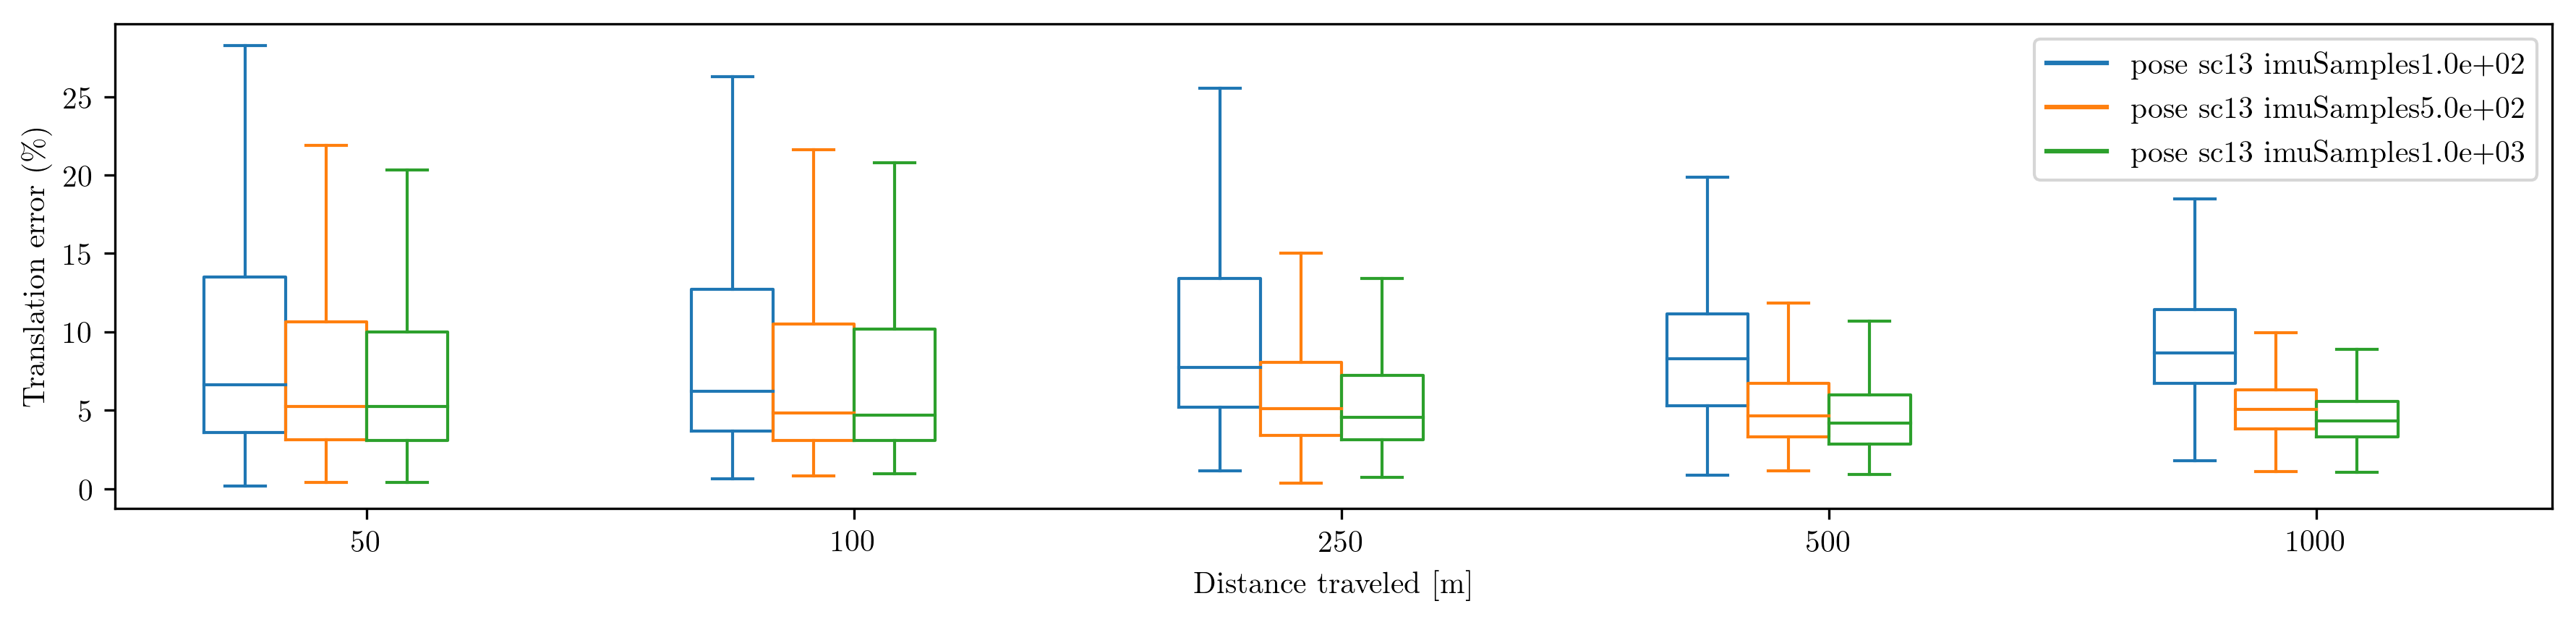 Translation error (%)
25
20
15
10
5
0
pose sc13 imuSamples1.0e+02
pose sc13 imuSamples5.0e+02
pose sc13 imuSamples1.0e+03
50 100 250 500 1000
Distance traveled [m]